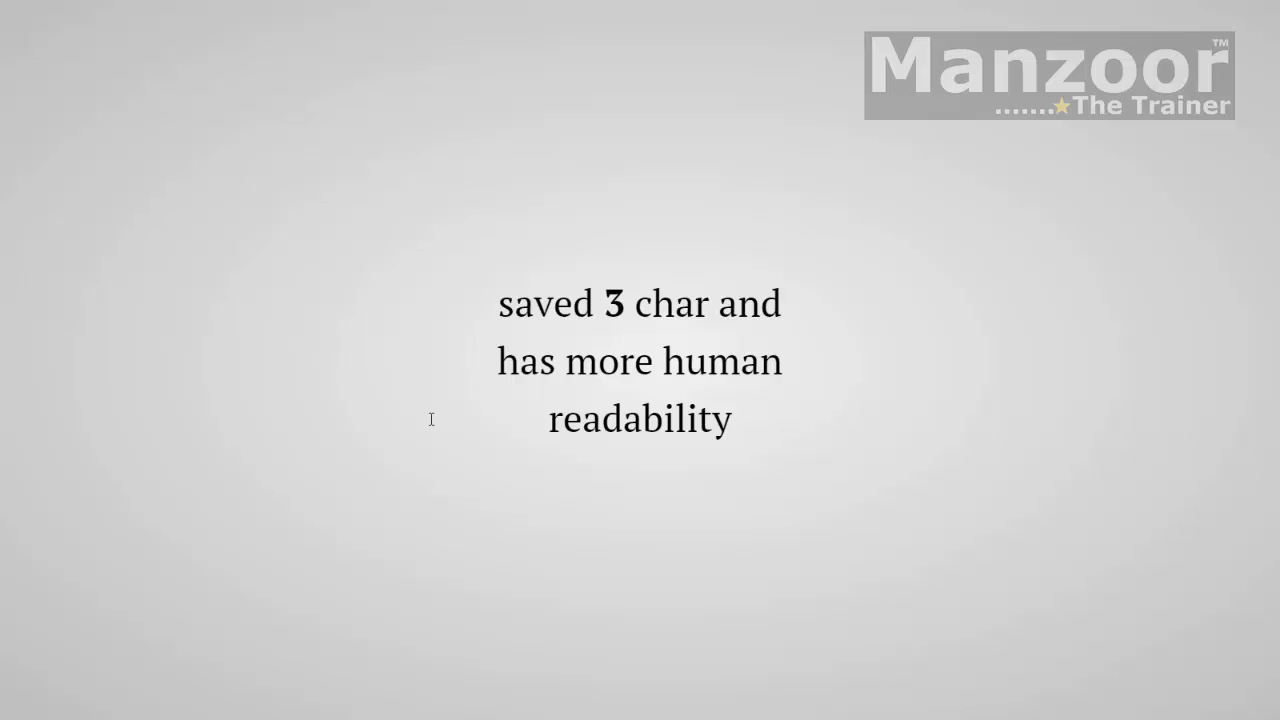 Manzoor™
.......★The Trainer
saved 3 char and
has more human
readability